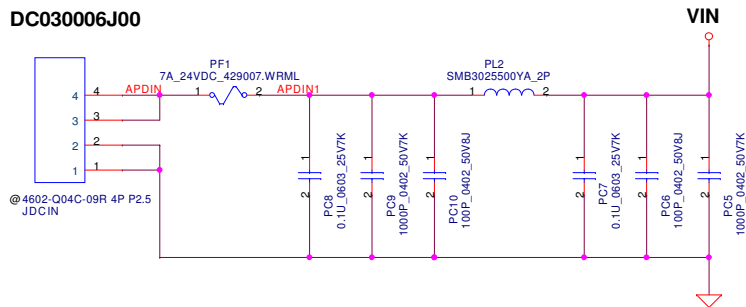 DC030006J00
VIN
PF1
7A_24VDC_429007.WRML
PL2
SMB3025500YA_2P
4 4 APDIN 1 2 APDIN1 1 2
3 3
2 2
1 1
@ 4602-Q04C-09R 4P P2.5
JDCIN
1 2 PC8 0.1U_0603_25V7K
1 2 PC9 1000P_0402_50V7K
1 2 PC10 100P_0402_50V8J
1 2 PC7 0.1U_0603_25V7K
1 2 PC6 100P_0402_50V8J
1 2 PC5 1000P_0402_50V7K